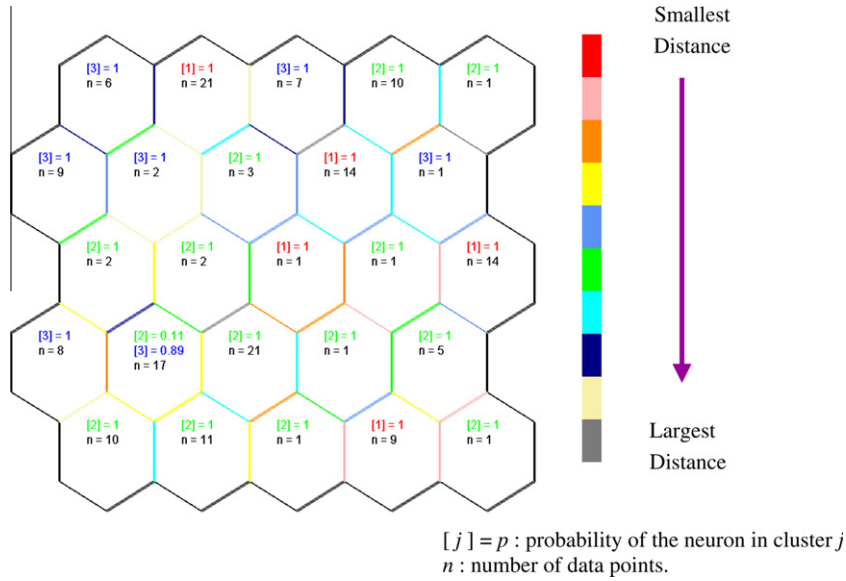 Smallest
Distance
[3] = 1
n = 6
[1] = 1
n = 21
[3] = 1
n = 7
[2] = 1
n = 10
[2] = 1
n = 1
[3] = 1
n = 9
[3] = 1
n = 2
[2] = 1
n = 3
[1] = 1
n = 14
[3] = 1
n = 1
[2] = 1
n = 2
[2] = 1
n = 2
[1] = 1
n = 1
[2] = 1
n = 1
[1] = 1
n = 14
[3] = 1
n = 8
[2] = 0.11
[3] = 0.89
n = 17
[2] = 1
n = 21
[2] = 1
n = 1
[2] = 1
n = 5
[2] = 1
n = 10
[2] = 1
n = 11
[2] = 1
n = 1
[1] = 1
n = 9
[2] = 1
n = 1
Largest
Distance
[ j ] = p : probability of the neuron in cluster j
n : number of data points.